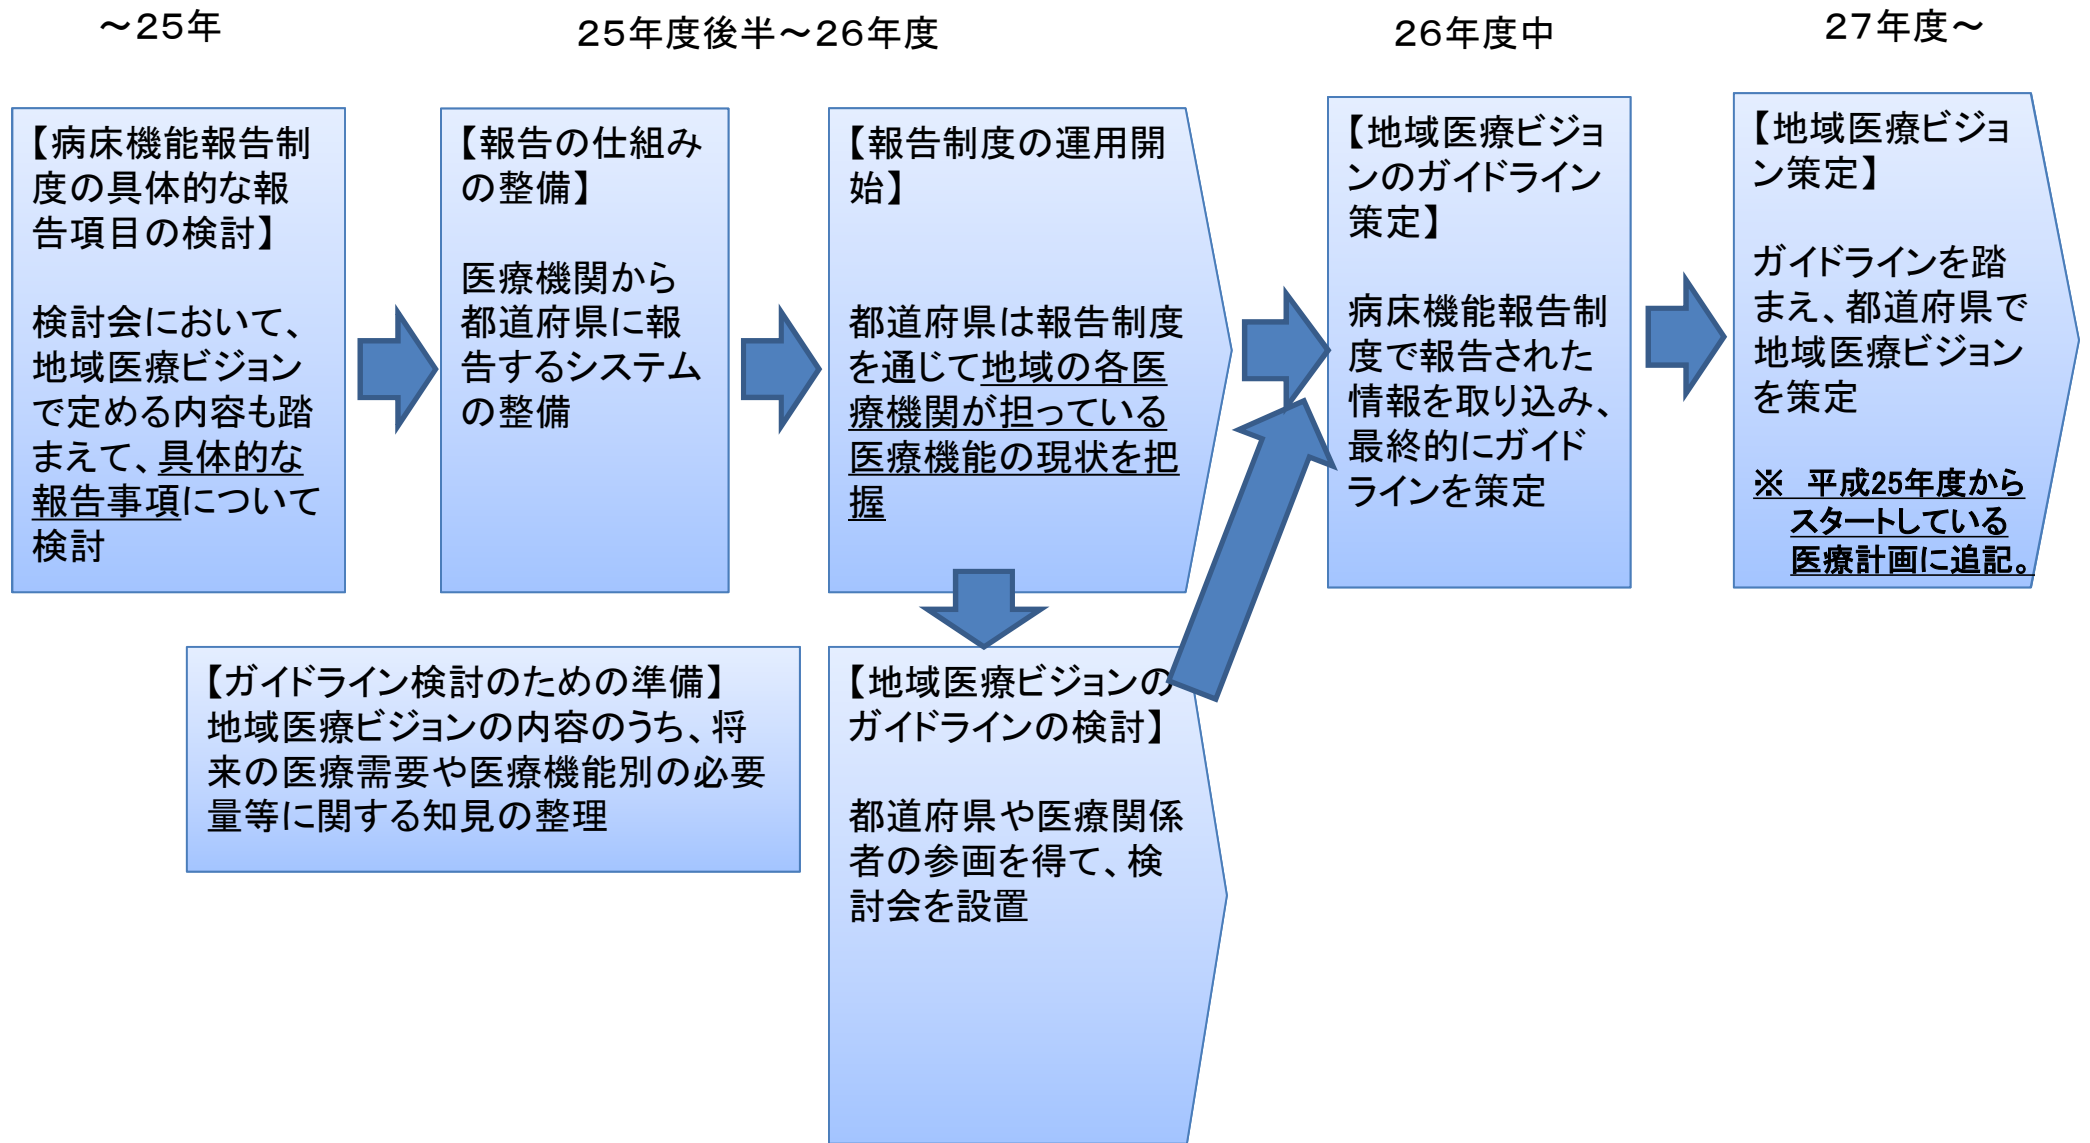 ～25年
25年度後半～26年度
26年度中
27年度～
【病床機能報告制
度の具体的な報
告項目の検討】
検討会において、
地域医療ビジョン
で定める内容も踏
まえて、具体的な
報告事項について
検討
【報告の仕組み
の整備】
医療機関から
都道府県に報
告するシステム
の整備
【報告制度の運用開
始】
都道府県は報告制度
を通じて地域の各医
療機関が担っている
医療機能の現状を把
握
【地域医療ビジョ
ンのガイドライン
策定】
病床機能報告制
度で報告された
情報を取り込み、
最終的にガイド
ラインを策定
【地域医療ビジョ
ン策定】
ガイドラインを踏
まえ、都道府県で
地域医療ビジョン
を策定
※　平成25年度から
スタートしている
医療計画に追記。
【ガイドライン検討のための準備】
地域医療ビジョンの内容のうち、将
来の医療需要や医療機能別の必要
量等に関する知見の整理
【地域医療ビジョンの
ガイドラインの検討】
都道府県や医療関係
者の参画を得て、検
討会を設置